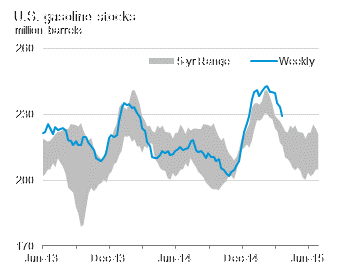 U.S. gasoline stocks
million barrels
260
5-yr Range Weekly
230
200
170
Jun-13 Dec-13 Jun-14 Dec-14 Jun-15